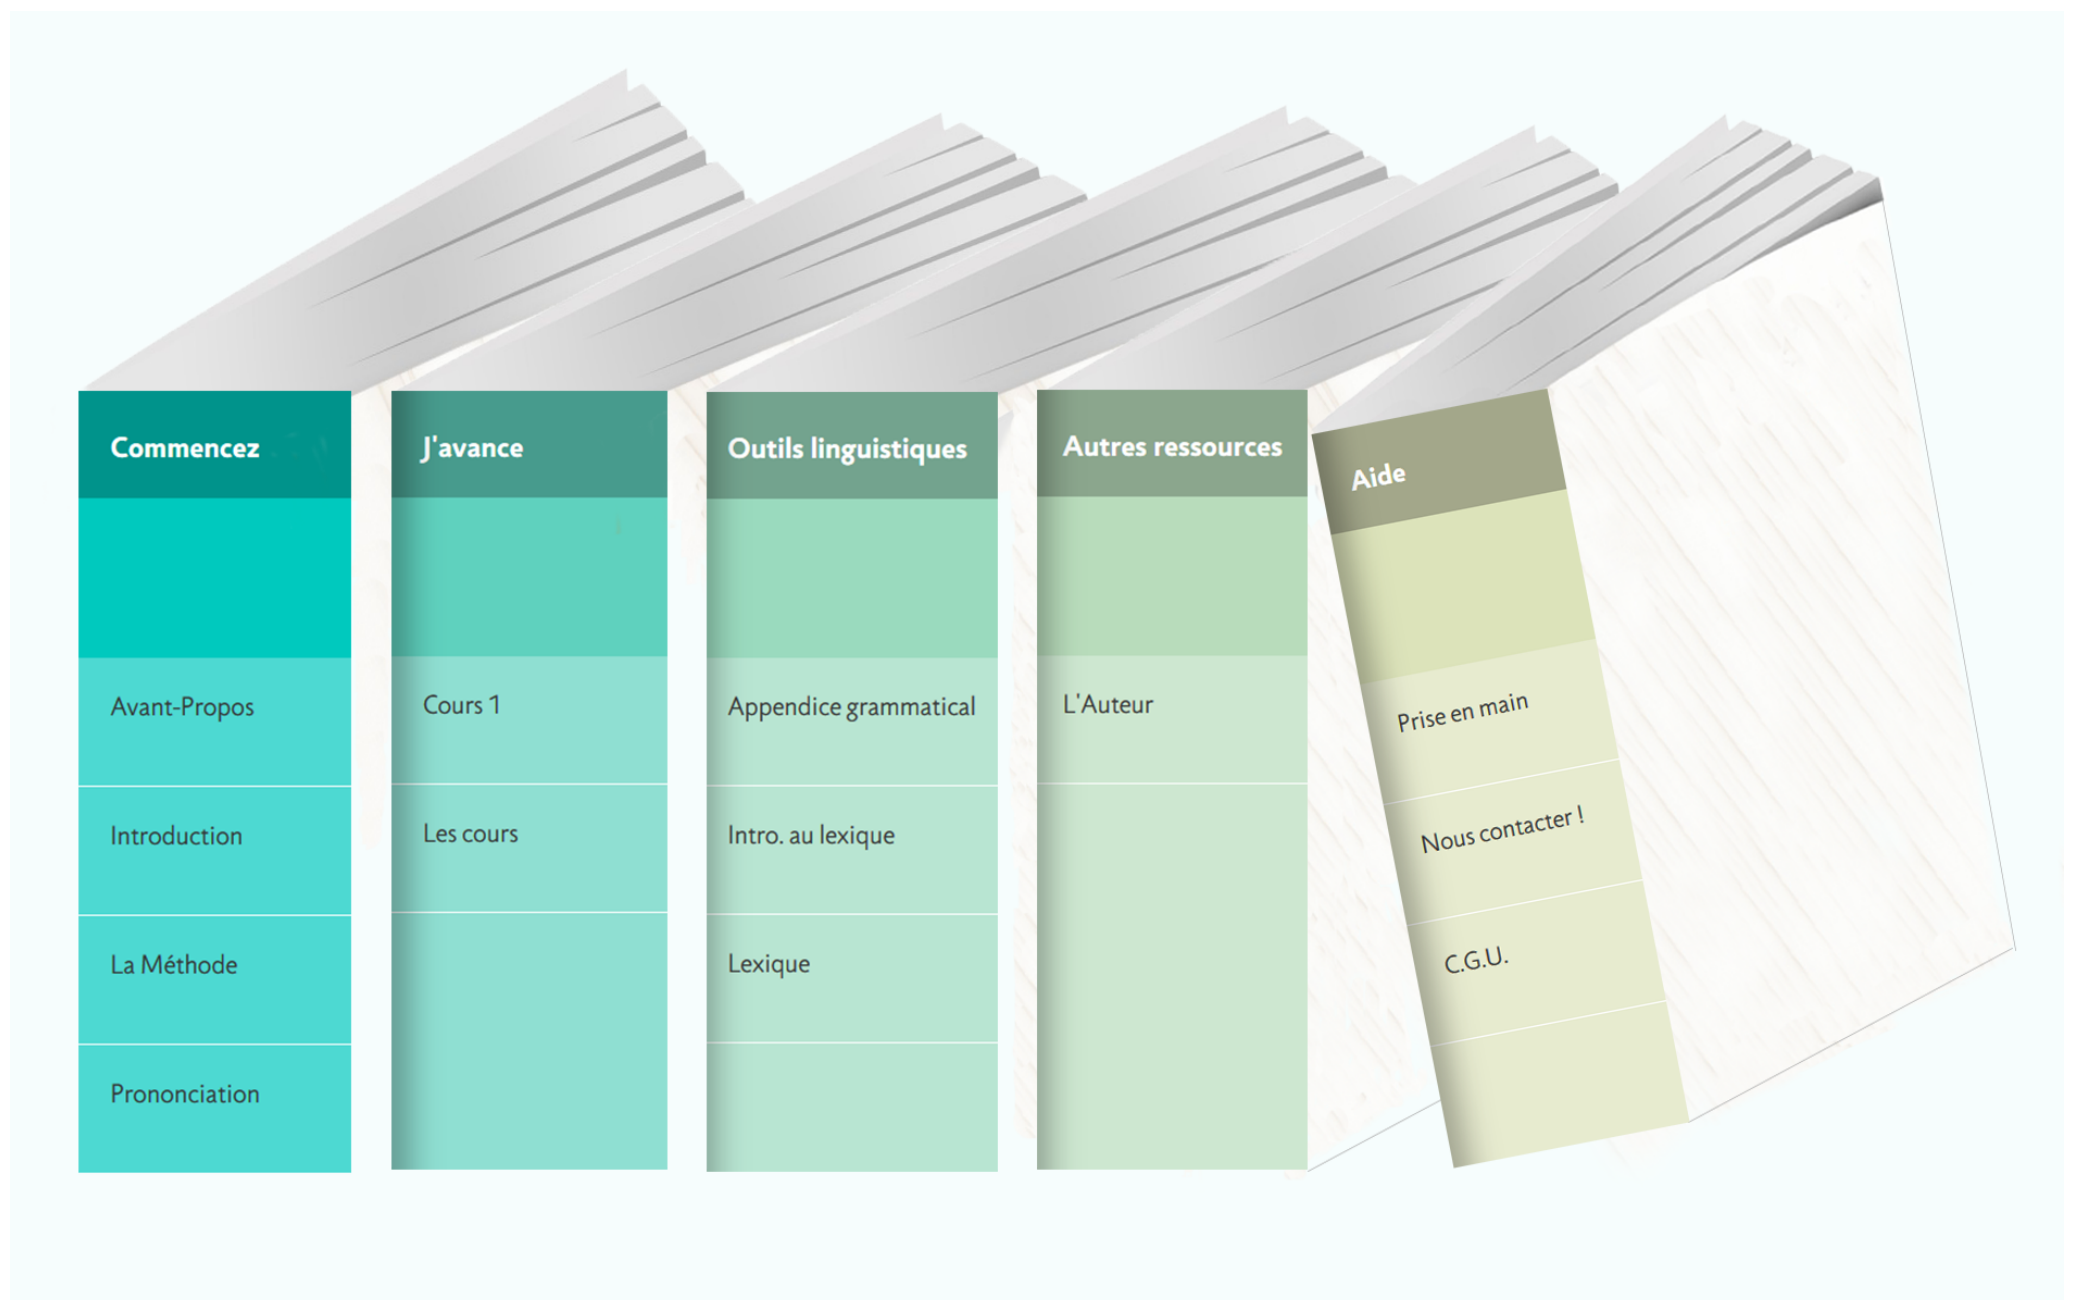 Commencez
Avant-Propos
Introduction
La Méthode
Prononciation
J'avance
Cours 1
Les cours
Outils linguistiques
Appendice grammatical
Intro. au lexique
Lexique
Autres ressources
L'Auteur
Aide
Prise en main
Nous contacter !
C.G.U.